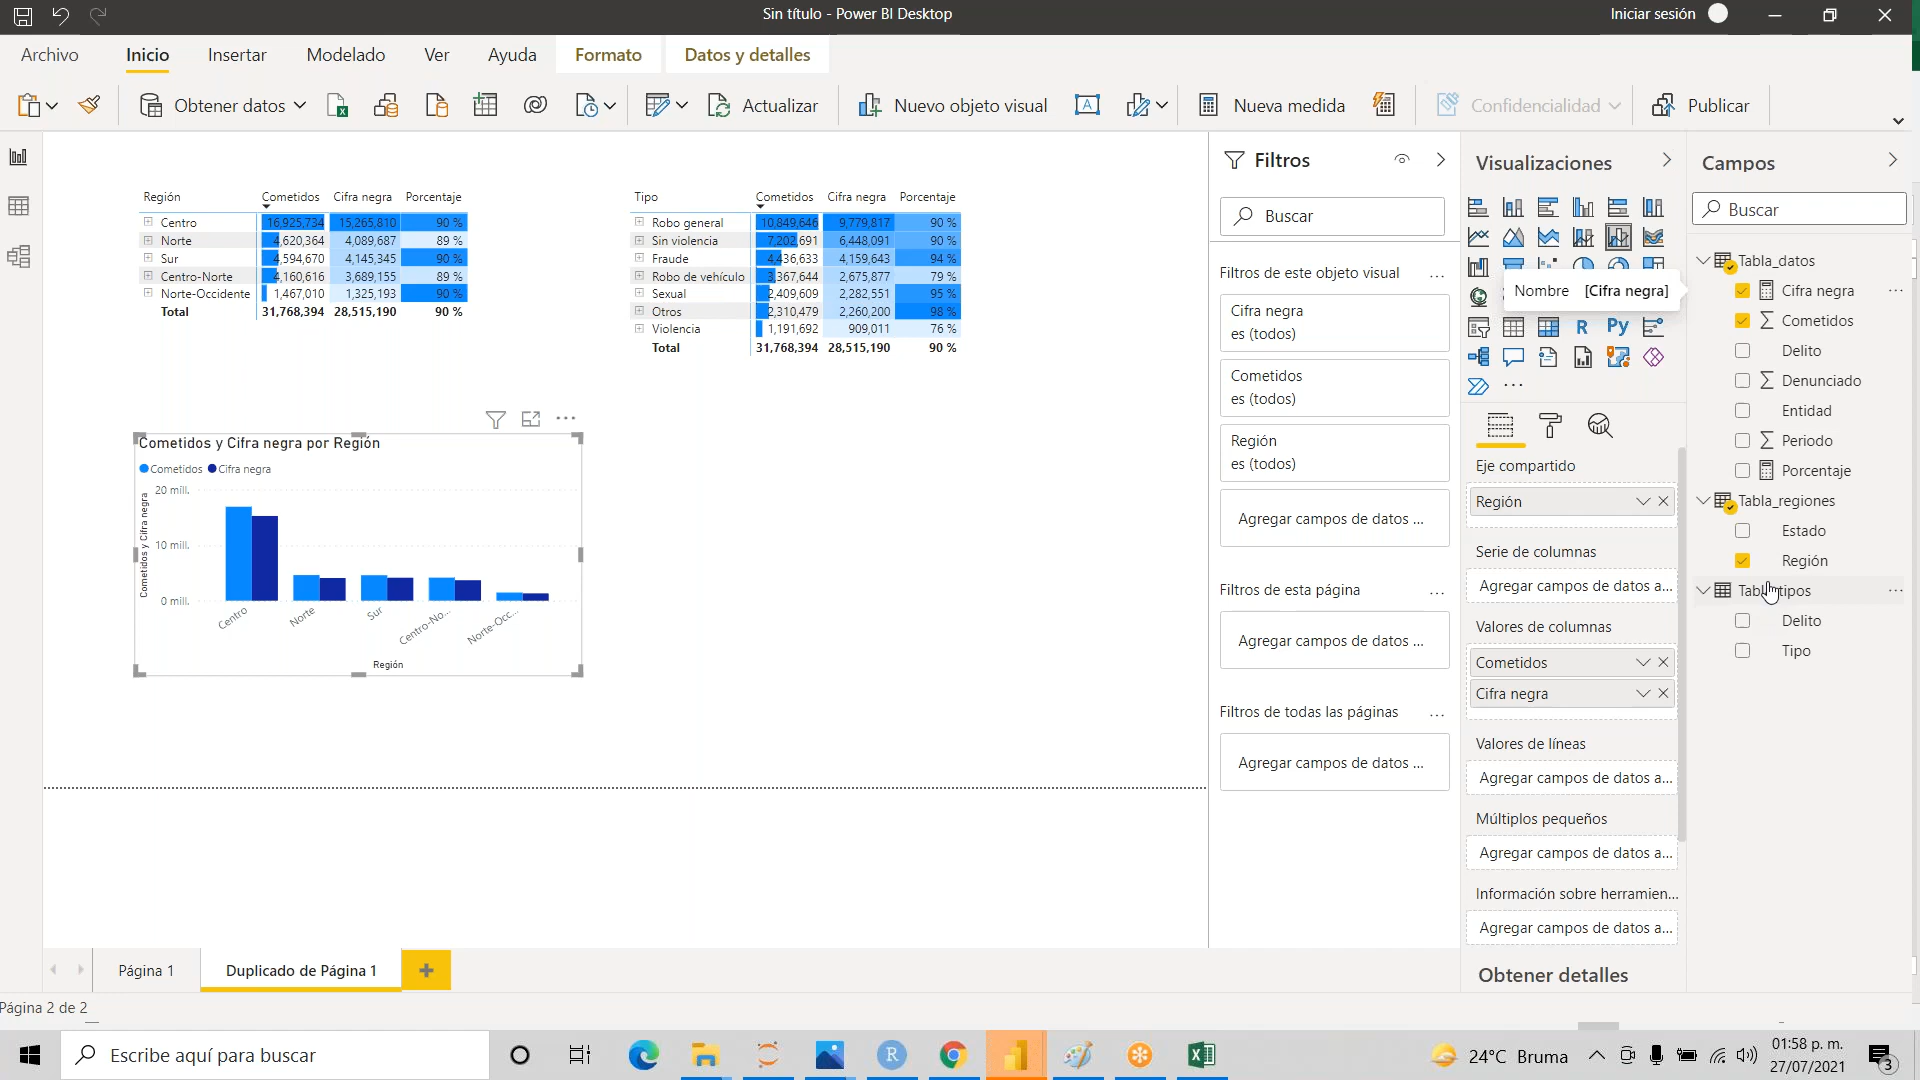 Sin título - Power BI Desktop
Iniciar sesión
Archivo
Inicio
Insertar
Modelado
Ver
Ayuda
Formato
Datos y detalles
Obtener datos
Actualizar
Nuevo objeto visual
Nueva medida
Confidencialidad
Publicar
Región Cometidos Cifra negra Porcentaje
Centro 16,925,734 15,265,810 90 %
Norte 4,620,364 4,089,687 89 %
Sur 4,594,670 4,145,345 90 %
Centro-Norte 4,160,616 3,689,155 89 %
Norte-Occidente 1,467,010 1,325,193 90 %
Total 31,768,394 28,515,190 90 %
Tipo Cometidos Cifra negra Porcentaje
Robo general 10,849,646 9,779,817 90 %
Sin violencia 7,202,691 6,448,091 90 %
Fraude 4,436,633 4,159,643 94 %
Robo de vehículo 3,367,644 2,675,877 79 %
Sexual 2,409,609 2,282,551 95 %
Otros 2,310,479 2,260,200 98 %
Violencia 1,191,692 909,011 76 %
Total 31,768,394 28,515,190 90 %
Cometidos y Cifra negra por Región
Cometidos Cifra negra
Cometidos y Cifra negra
20 mill.
10 mill.
0 mill.
Centro
Norte
Sur
Centro-No...
Norte-Occ...
Región
Filtros
Buscar
Filtros de este objeto visual ...
Cifra negra
es (todos)
Cometidos
es (todos)
Región
es (todos)
Agregar campos de datos ...
Filtros de esta página ...
Agregar campos de datos ...
Filtros de todas las páginas ...
Agregar campos de datos ...
Visualizaciones
Nombre [Cifra negra]
R
Py
...
Eje compartido
Región
Serie de columnas
Agregar campos de datos a...
Valores de columnas
Cometidos
Cifra negra
Valores de líneas
Agregar campos de datos a...
Múltiplos pequeños
Agregar campos de datos a...
Información sobre herramien...
Agregar campos de datos a...
Obtener detalles
Campos
Buscar
Tabla_datos
Cifra negra ...
Cometidos
Delito
Denunciado
Entidad
Periodo
Porcentaje
Tabla_regiones
Estado
Región
Tabla_tipos ...
Delito
Tipo
Página 1
Duplicado de Página 1
+
Página 2 de 2
Escribe aquí para buscar
R
24°C Bruma
01:58 p. m.
27/07/2021
3